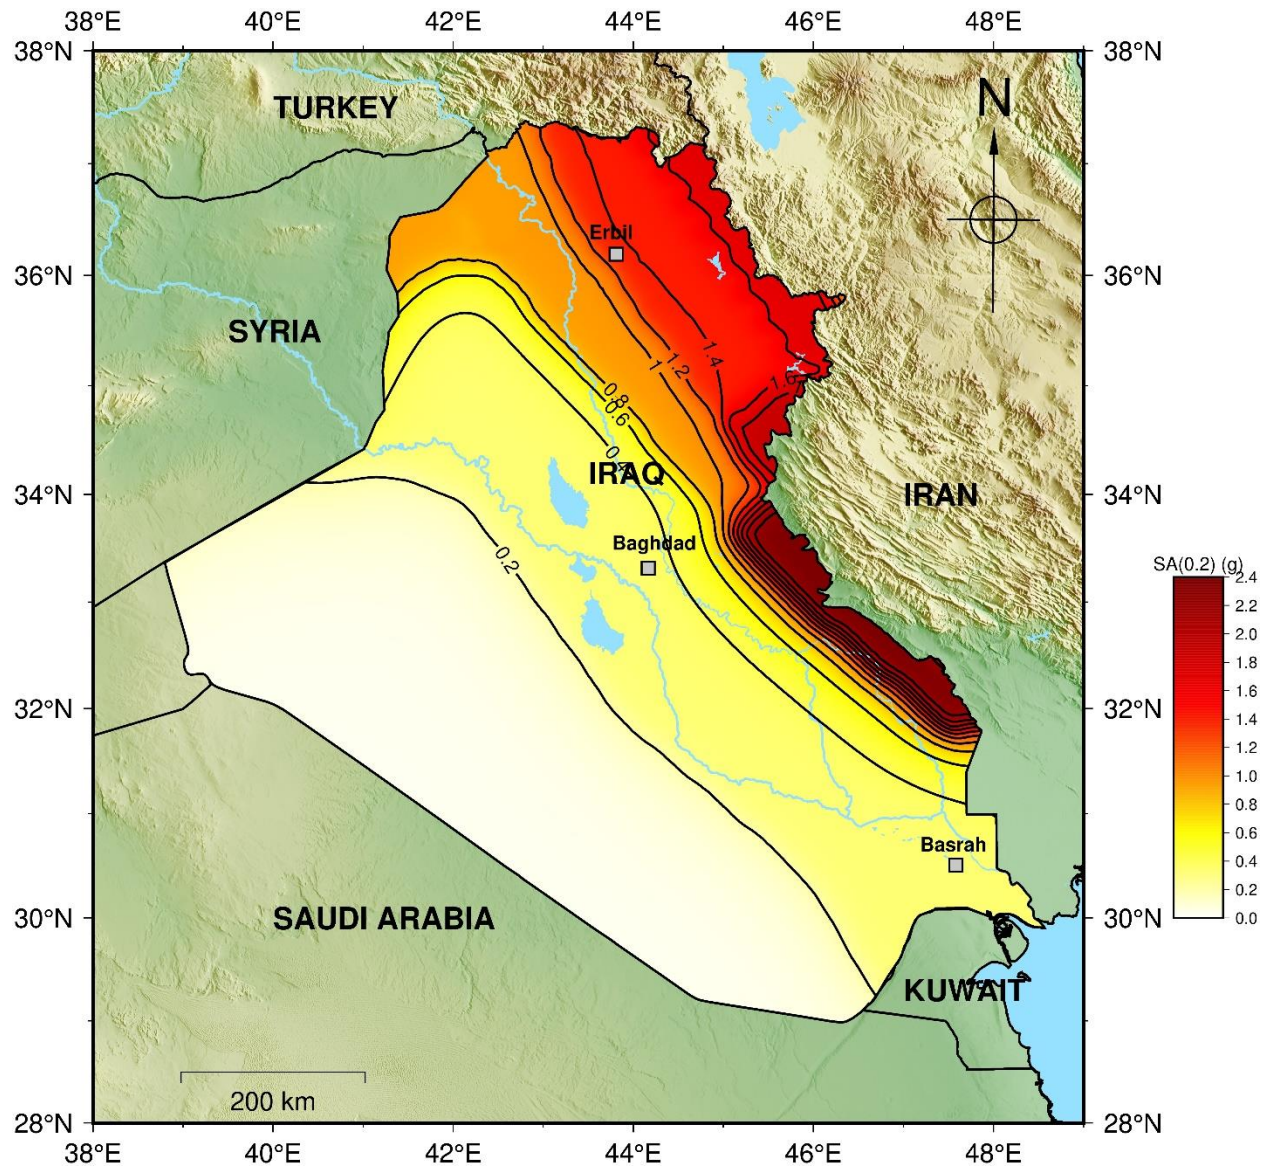 38°E 40°E 42°E 44°E 46°E 48°E
38°N 38°N
TURKEY
N
36°N 36°N
Erbil
SYRIA
1.4
1.2
1
1.6
0.8
0.6
0.4
IRAQ
34°N 34°N
IRAN
Baghdad
0.2
SA(0.2) (g)
2.4
2.2
2.0
1.8
1.6
1.4
1.2
1.0
0.8
0.6
0.4
0.2
0.0
32°N 32°N
Basrah
30°N 30°N
SAUDI ARABIA
KUWAIT
200 km
28°N 28°N
38°E 40°E 42°E 44°E 46°E 48°E